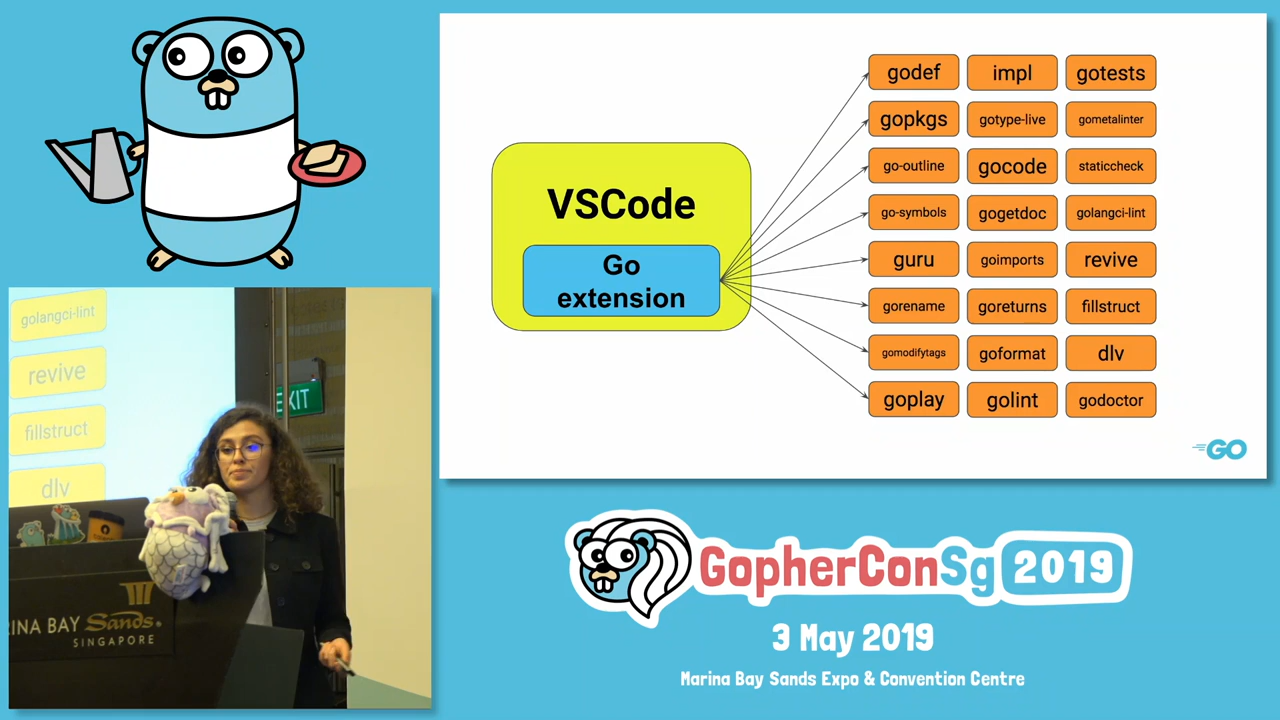 VSCode
Go
extension
godef impl gotests
gopkgs gotype-live gometalinter
go-outline gocode staticcheck
go-symbols gogetdoc golangci-lint
guru goimports revive
gorename goreturns fillstruct
gomodifytags goformat dlv
goplay golint godoctor
GO
golangci-lint
revive
fillstruct
dlv
EXIT
RINA BAY Sands
SINGAPORE
GopherConSg 2019
3 May 2019
Marina Bay Sands Expo & Convention Centre